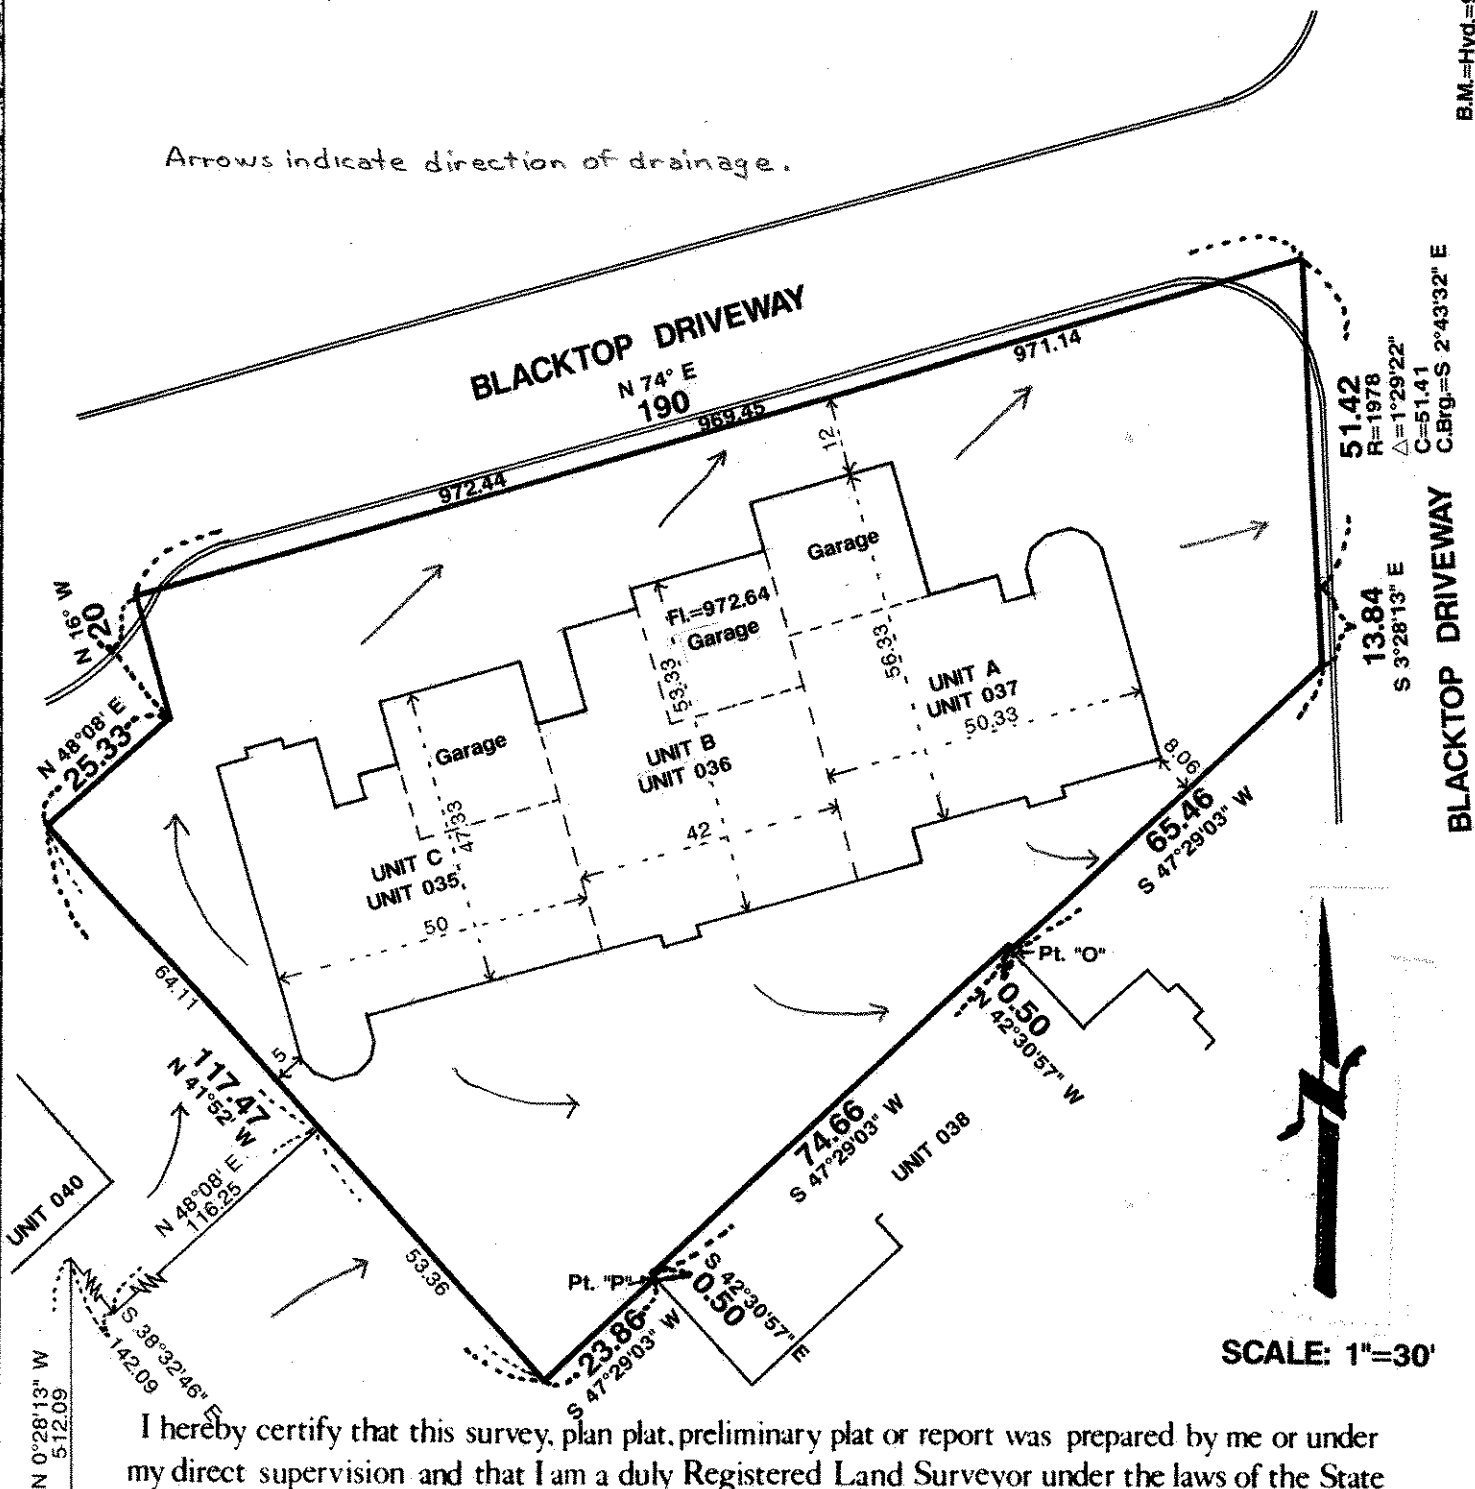 B.M.=Hvd.=
Arrows indicate direction of drainage.
BLACKTOP DRIVEWAY
N 74° E
190
971.14
969.45
972.44
12
51.42
R=1978
△=1°29'22"
C=51.41
C.Brg.=S 2°43'32" E
Garage
Fl.=972.64
Garage
53.33
56.33
UNIT A
UNIT 037
50.33
N 16° W
20
N 48°08' E
25.33
Garage
UNIT B
UNIT 036
42
47.33
UNIT C
UNIT 035
50
8.06
13.84
S 3°28'13" E
BLACKTOP DRIVEWAY
65.46
S 47°29'03" W
Pt. "O"
0.50
N 42°30'57" W
64.11
5
117.47
N 41°52' W
N 48°08' E
116.25
UNIT 040
74.66
S 47°29'03" W
UNIT 038
53.36
Pt. "P"
S 42°30'57" E
0.50
23.86
S 47°29'03" W
S 38°32'46" E
142.09
N 0°28'13" W
512.09
N
SCALE: 1"=30'
I hereby certify that this survey, plan plat, preliminary plat or report was prepared by me or under
my direct supervision and that I am a duly Registered Land Surveyor under the laws of the State